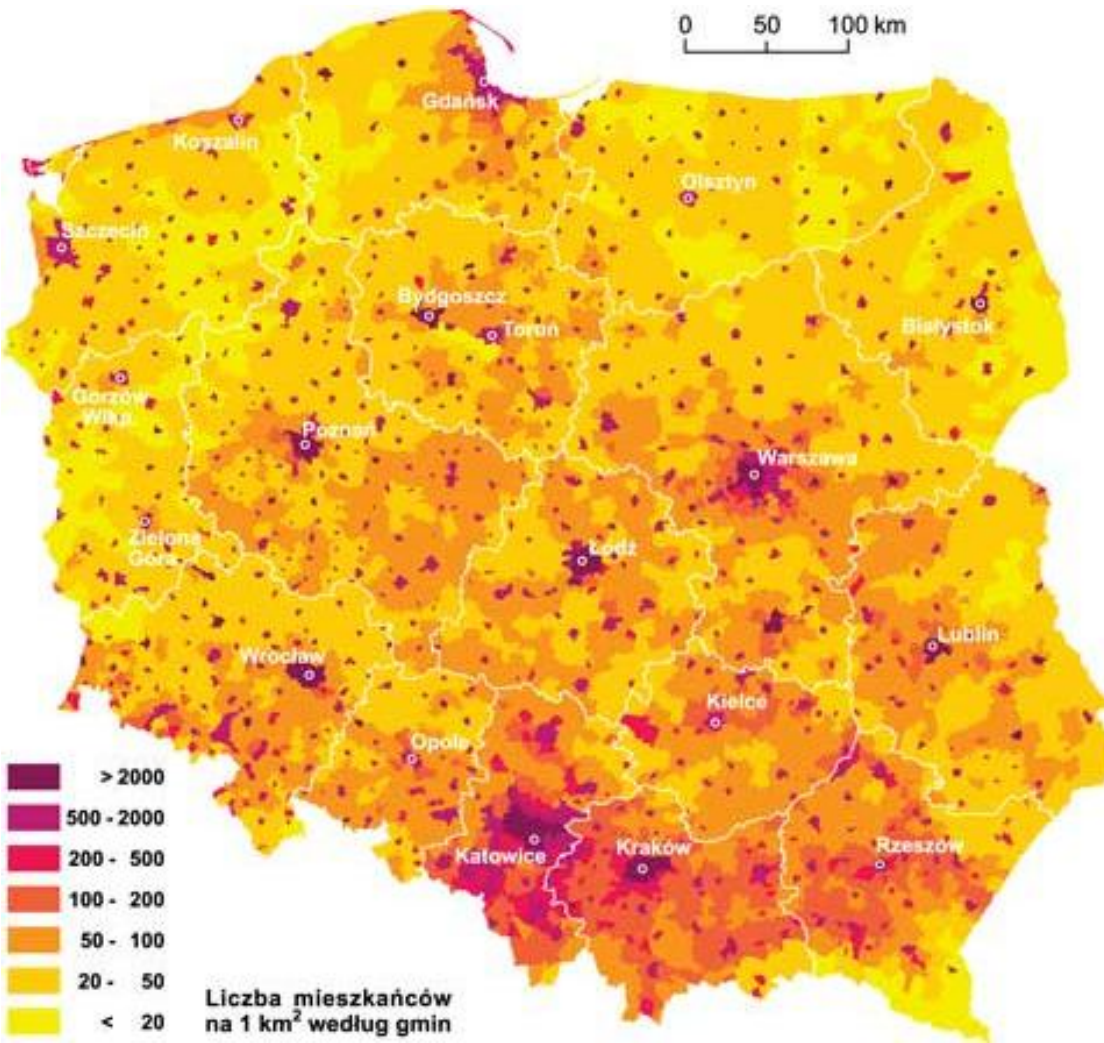 0 50 100 km
Gdańsk
Koszalin
Olsztyn
Szczecin
Bydgoszcz
Toruń
Białystok
Gorzów
Wlkp
Poznań
Warszawa
Zielona
Góra
Łódź
Wrocław
Lublin
Kielce
Opole
Katowice
Kraków
Rzeszów
> 2000
500 - 2000
200 - 500
100 - 200
50 - 100
20 - 50
< 20
Liczba mieszkańców
na 1 km² według gmin